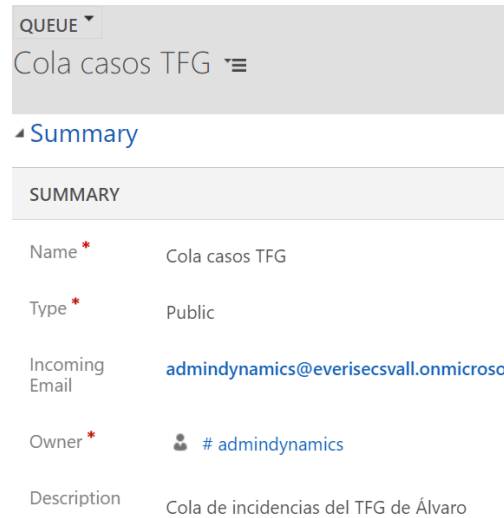 QUEUE
Cola casos TFG
Summary
SUMMARY
Name * Cola casos TFG
Type * Public
Incoming
Email admindynamics@everisecsvall.onmicroso
Owner * # admindynamics
Description Cola de incidencias del TFG de Álvaro